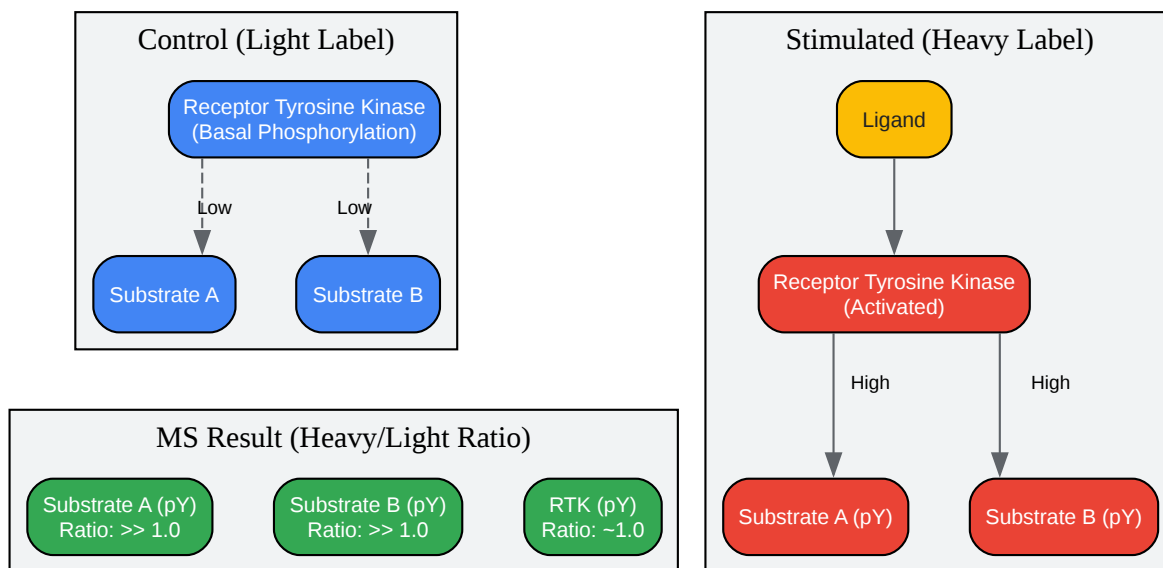 Control (Light Label)
Receptor Tyrosine Kinase
(Basal Phosphorylation)
Low
Low
Substrate A
Substrate B
Stimulated (Heavy Label)
Ligand
Receptor Tyrosine Kinase
(Activated)
High
High
Substrate A (pY)
Substrate B (pY)
MS Result (Heavy/Light Ratio)
Substrate A (pY)
Ratio: >> 1.0
Substrate B (pY)
Ratio: >> 1.0
RTK (pY)
Ratio: ~1.0